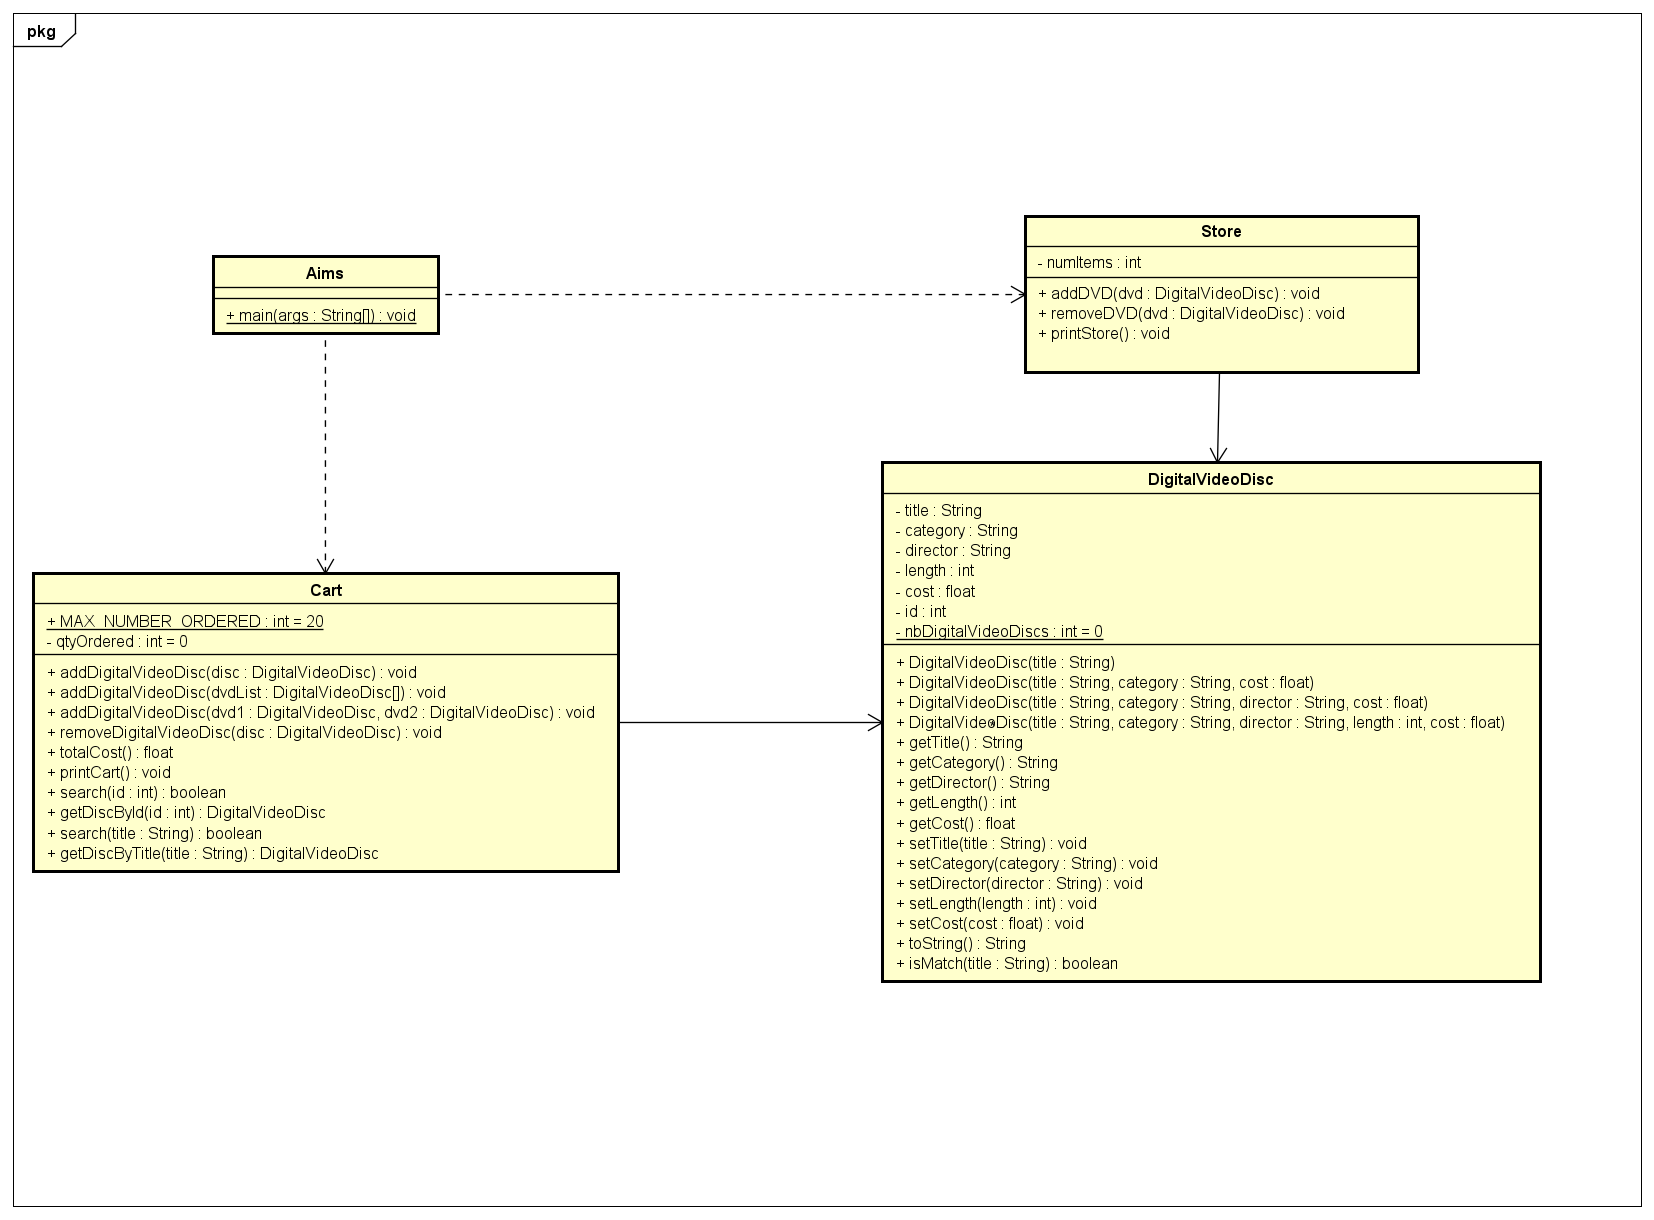 pkg
Aims
+ main(args : String[]) : void
Store
- numItems : int
+ addDVD(dvd : DigitalVideoDisc) : void
+ removeDVD(dvd : DigitalVideoDisc) : void
+ printStore() : void
Cart
+ MAX_NUMBER_ORDERED : int = 20
- qtyOrdered : int = 0
+ addDigitalVideoDisc(disc : DigitalVideoDisc) : void
+ addDigitalVideoDisc(dvdList : DigitalVideoDisc[]) : void
+ addDigitalVideoDisc(dvd1 : DigitalVideoDisc, dvd2 : DigitalVideoDisc) : void
+ removeDigitalVideoDisc(disc : DigitalVideoDisc) : void
+ totalCost() : float
+ printCart() : void
+ search(id : int) : boolean
+ getDiscById(id : int) : DigitalVideoDisc
+ search(title : String) : boolean
+ getDiscByTitle(title : String) : DigitalVideoDisc
DigitalVideoDisc
- title : String
- category : String
- director : String
- length : int
- cost : float
- id : int
- nbDigitalVideoDiscs : int = 0
+ DigitalVideoDisc(title : String)
+ DigitalVideoDisc(title : String, category : String, cost : float)
+ DigitalVideoDisc(title : String, category : String, director : String, cost : float)
+ DigitalVideoDisc(title : String, category : String, director : String, length : int, cost : float)
+ getTitle() : String
+ getCategory() : String
+ getDirector() : String
+ getLength() : int
+ getCost() : float
+ setTitle(title : String) : void
+ setCategory(category : String) : void
+ setDirector(director : String) : void
+ setLength(length : int) : void
+ setCost(cost : float) : void
+ toString() : String
+ isMatch(title : String) : boolean